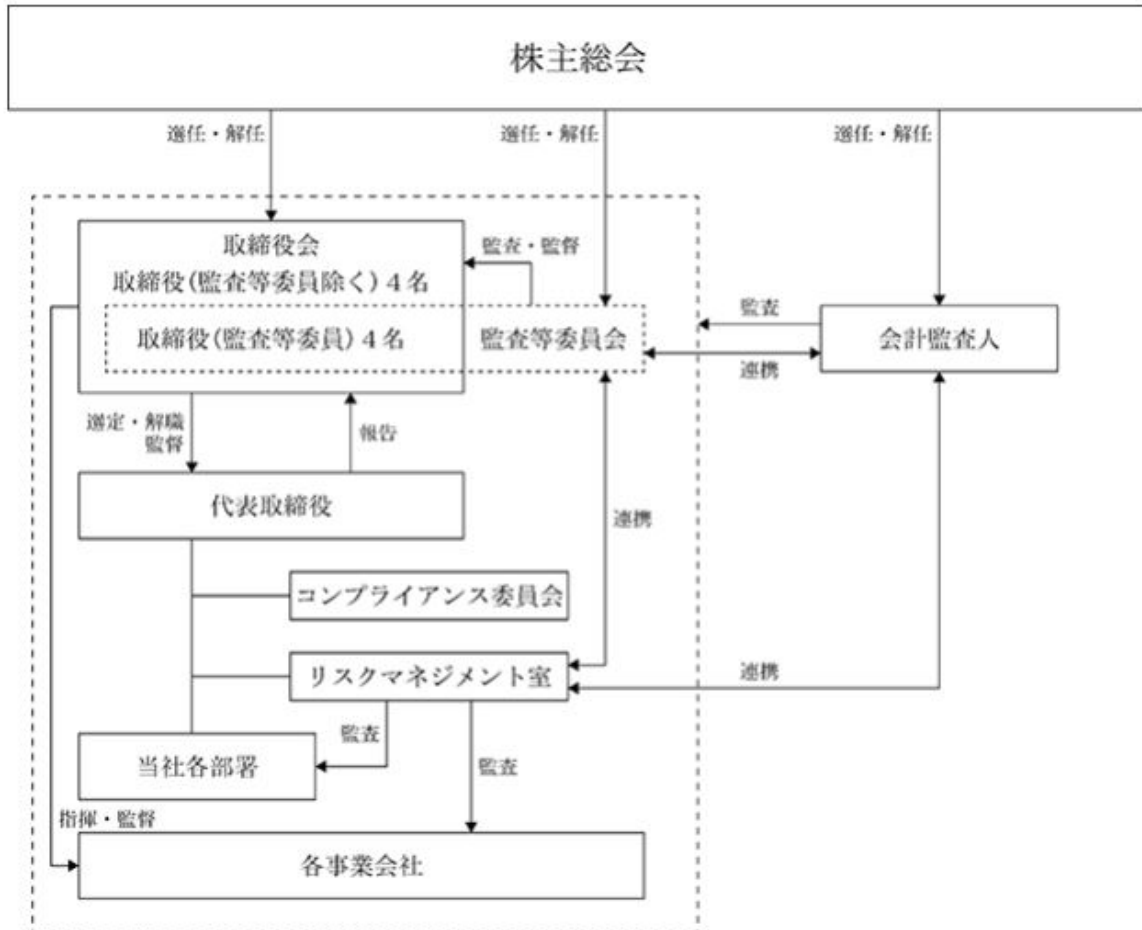 株主総会
選任・解任
選任・解任
選任・解任
取締役会
取締役(監査等委員除く)4名
監査・監督
取締役(監査等委員)4名
監査等委員会
監査
会計監査人
連携
選定・解職
監督
報告
代表取締役
連携
コンプライアンス委員会
リスクマネジメント室
連携
監査
当社各部署
監査
指揮・監督
各事業会社